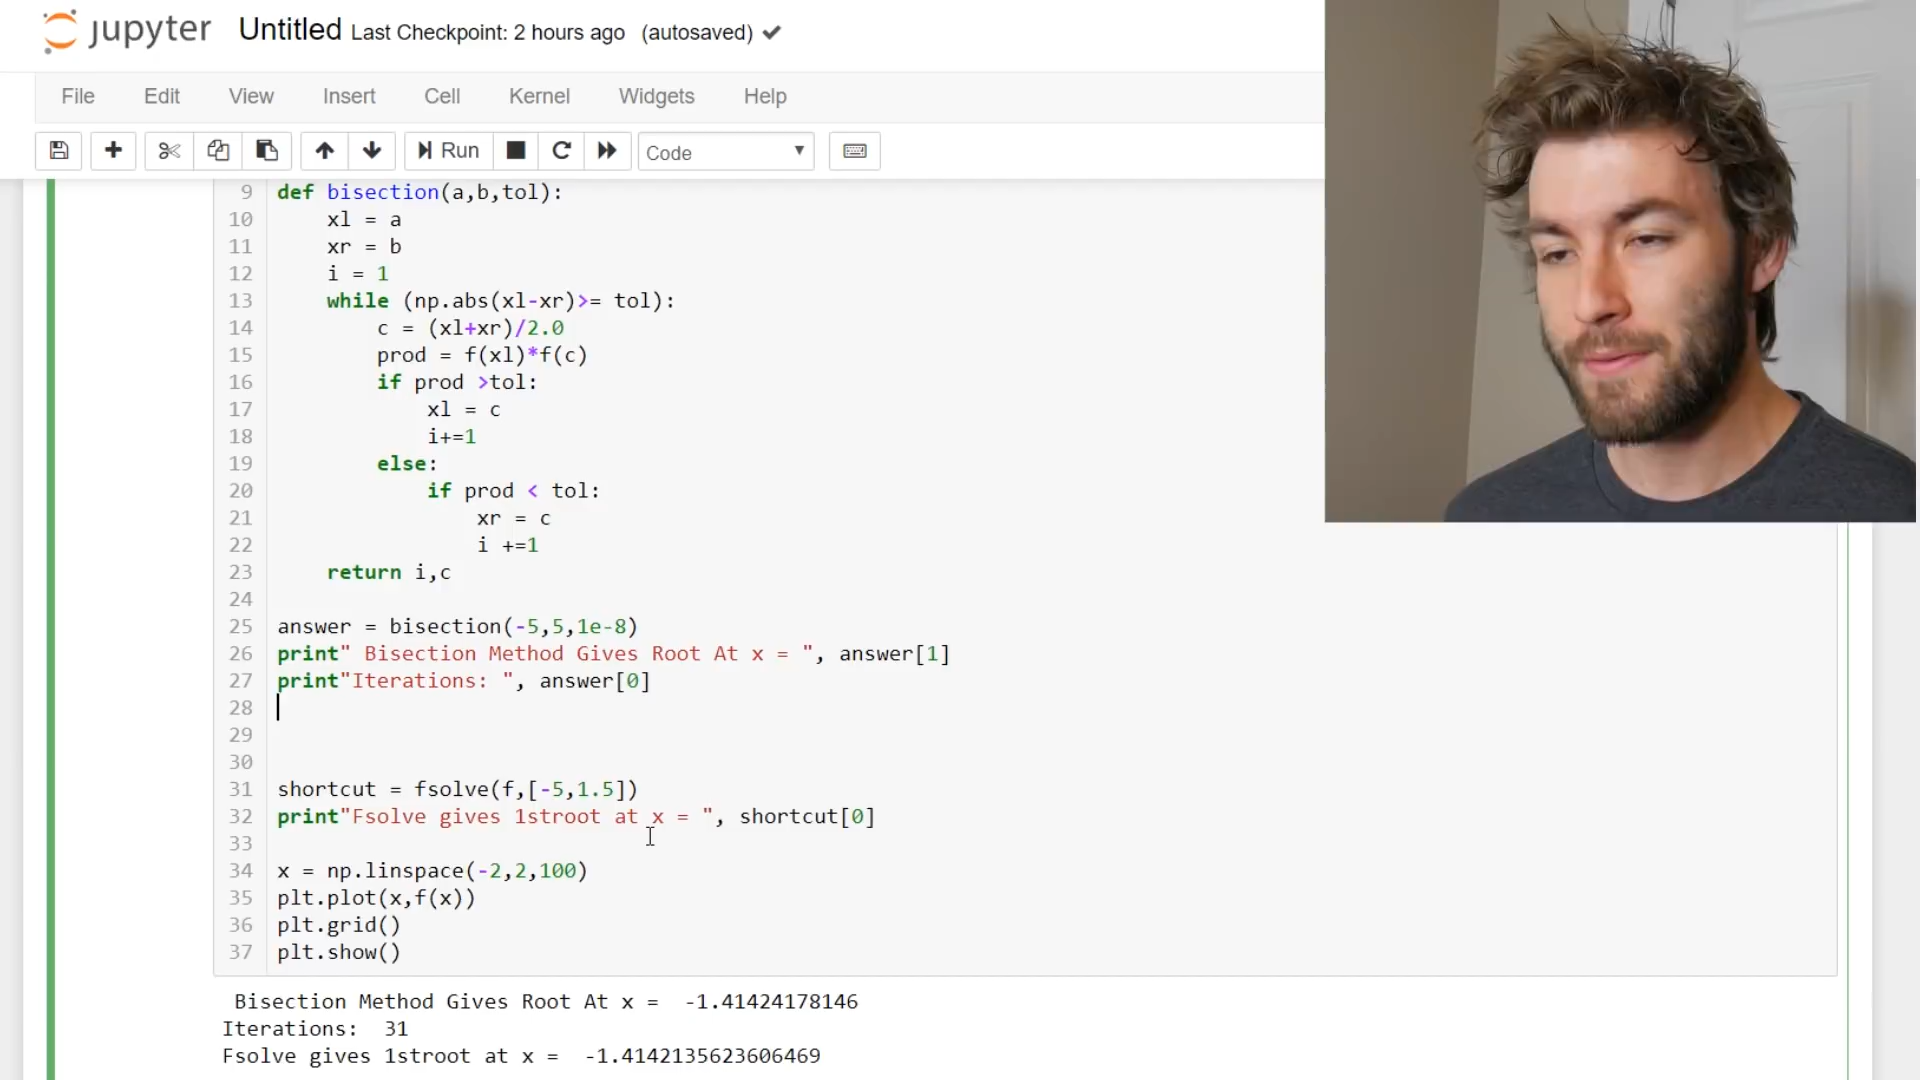 jupyter Untitled Last Checkpoint: 2 hours ago (autosaved)
File Edit View Insert Cell Kernel Widgets Help
Run Code
9 def bisection(a,b,tol):
10 xl = a
11 xr = b
12 i = 1
13 while (np.abs(xl-xr)>= tol):
14 c = (xl+xr)/2.0
15 prod = f(xl)*f(c)
16 if prod >tol:
17 xl = c
18 i+=1
19 else:
20 if prod < tol:
21 xr = c
22 i +=1
23 return i,c
24
25 answer = bisection(-5,5,1e-8)
26 print" Bisection Method Gives Root At x = ", answer[1]
27 print"Iterations: ", answer[0]
28
29
30
31 shortcut = fsolve(f,[-5,1.5])
32 print"Fsolve gives 1stroot at x = ", shortcut[0]
33
34 x = np.linspace(-2,2,100)
35 plt.plot(x,f(x))
36 plt.grid()
37 plt.show()
Bisection Method Gives Root At x =  -1.41424178146
Iterations:  31
Fsolve gives 1stroot at x =  -1.4142135623606469